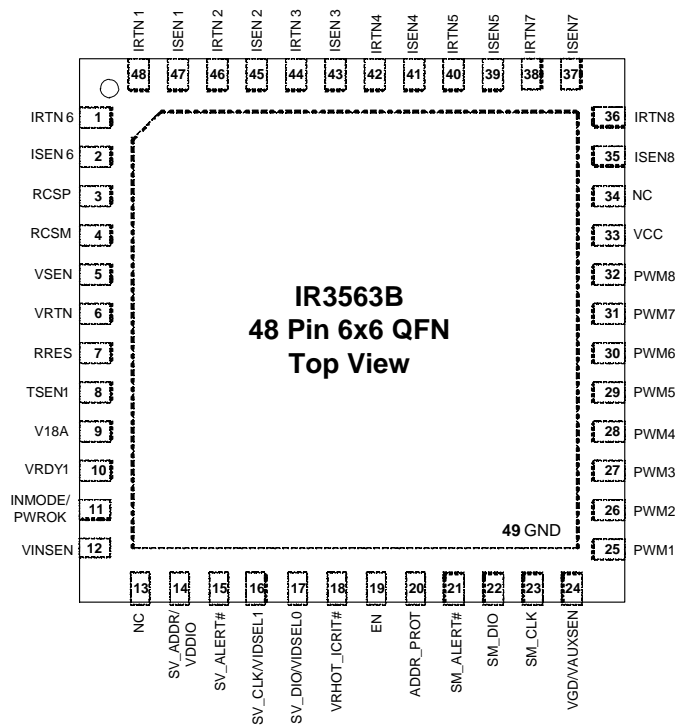 IRTN 1
ISEN 1
IRTN 2
ISEN 2
IRTN 3
ISEN 3
IRTN4
ISEN4
IRTN5
ISEN5
IRTN7
ISEN7
48 47 46 45 44 43 42 41 40 39 38 37
IRTN 6 1
ISEN 6 2
RCSP 3
RCSM 4
VSEN 5
VRTN 6
RRES 7
TSEN1 8
V18A 9
VRDY1 10
INMODE/
PWROK 11
VINSEN 12
IR3563B
48 Pin 6x6 QFN
Top View
49 GND
36 IRTN8
35 ISEN8
34 NC
33 VCC
32 PWM8
31 PWM7
30 PWM6
29 PWM5
28 PWM4
27 PWM3
26 PWM2
25 PWM1
13 14 15 16 17 18 19 20 21 22 23 24
NC
SV_ADDR/
VDDIO
SV_ALERT#
SV_CLK/VIDSEL1
SV_DIO/VIDSEL0
VRHOT_ICRIT#
EN
ADDR_PROT
SM_ALERT#
SM_DIO
SM_CLK
VGD/VAUXSEN